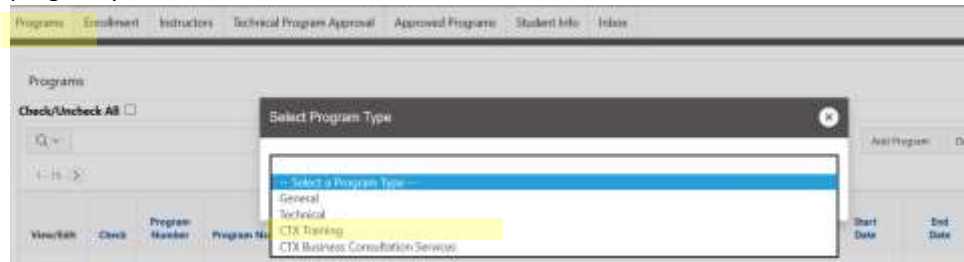 Programs Enrollment Instructors Technical Program Approval Approved Programs Student Info Inbox
Programs
Check/Uncheck All
Select Program Type
Add Program
1-15
-- Select a Program Type --
General
Technical
CTX Training
CTX Business Consultation Services
View/Edit Check Program Number Program Start Date End Date